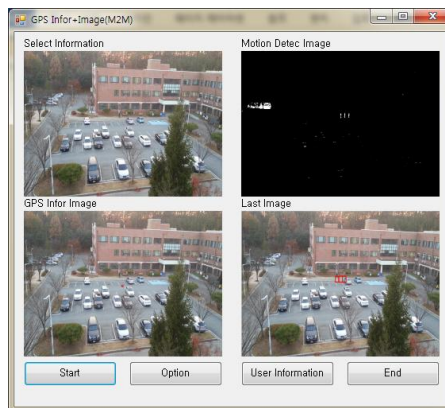 GPS Infor+Image(M2M)
Select Information
Motion Detec Image
GPS Infor Image
Last Image
Start
Option
User Information
End